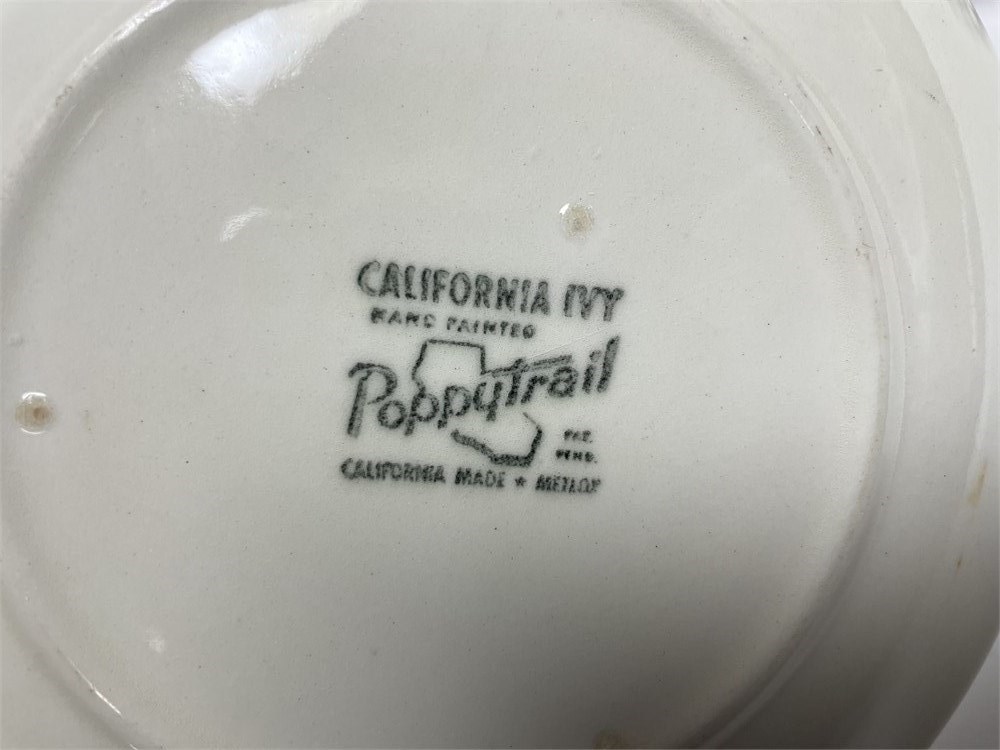 CALIFORNIA IVY
HAND PAINTED
Poppytrail
PAT.
PEND.
CALIFORNIA MADE ★ METLOX